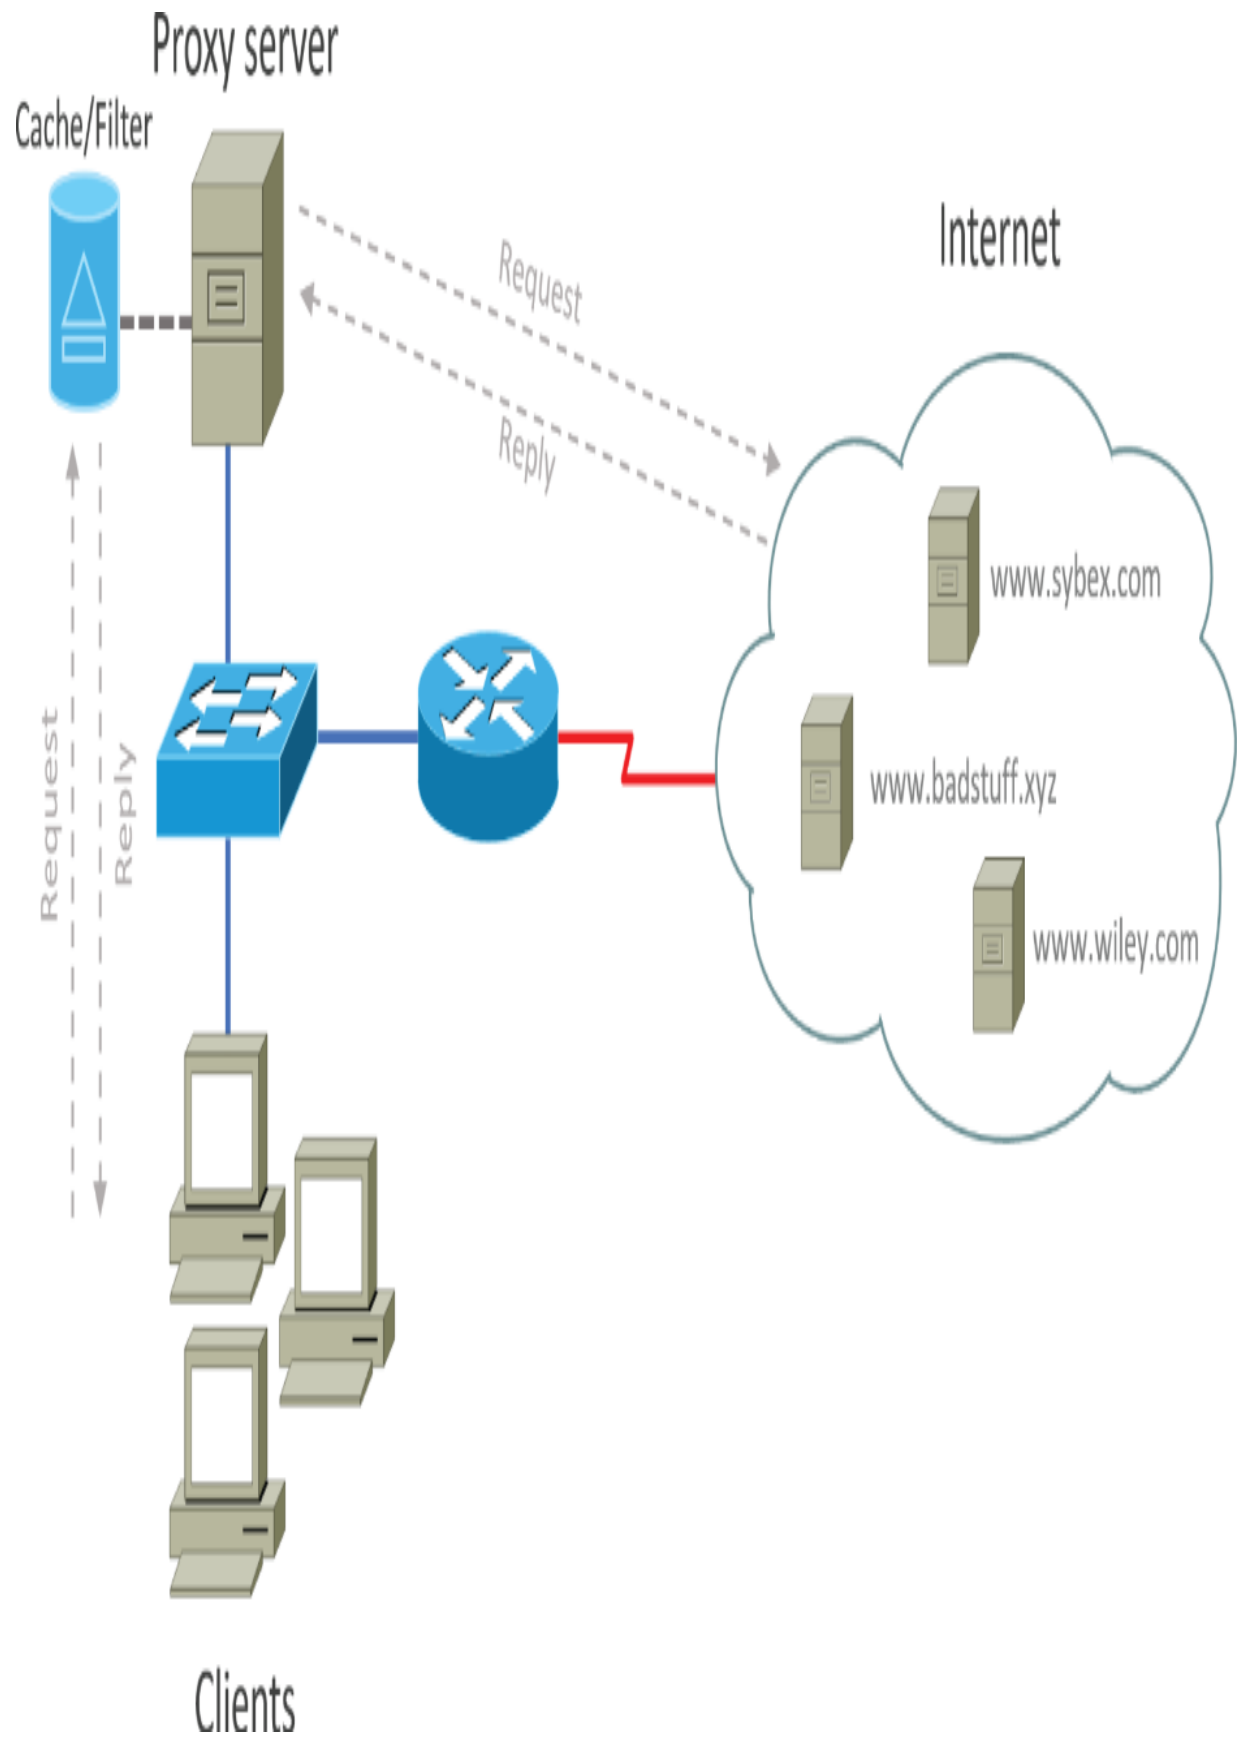 Proxy server
Cache/Filter
Internet
Request
Reply
www.sybex.com
www.badstuff.xyz
www.wiley.com
Request
Reply
Clients